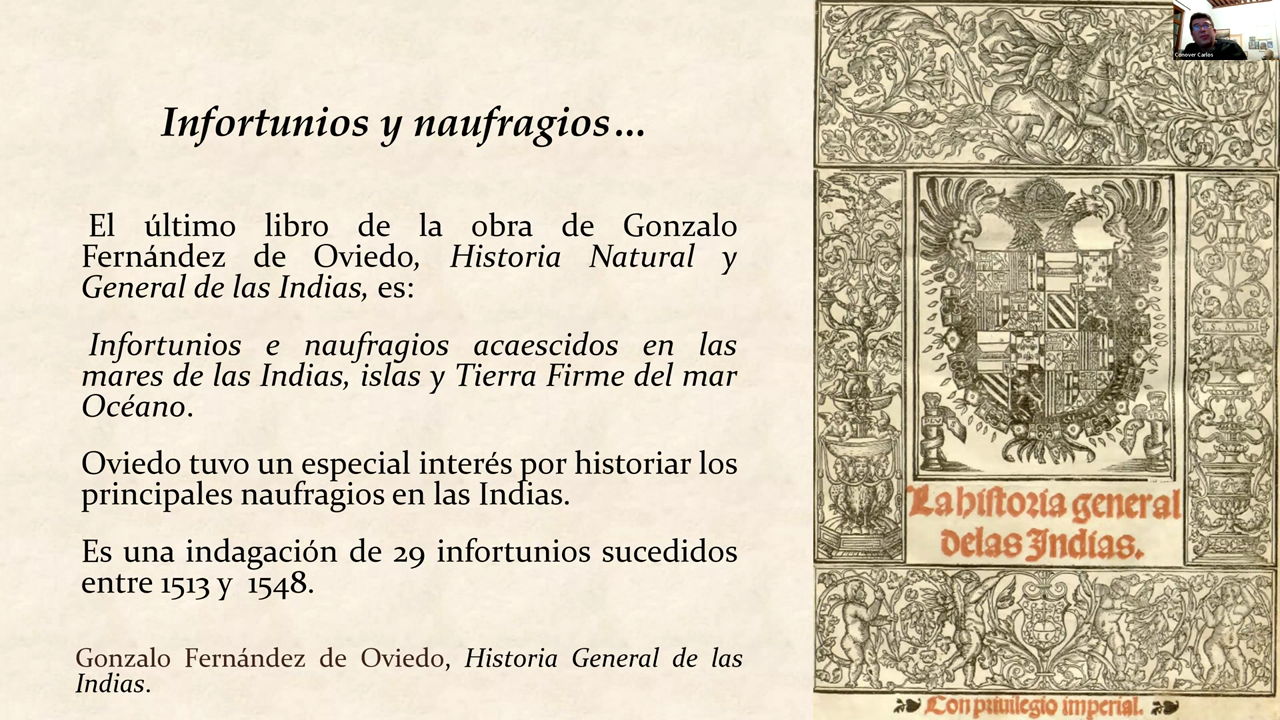 Infortunios y naufragios...
El último libro de la obra de Gonzalo
Fernández de Oviedo, Historia Natural y
General de las Indias, es:
Infortunios e naufragios acaescidos en las
mares de las Indias, islas y Tierra Firme del mar
Océano.
Oviedo tuvo un especial interés por historiar los
principales naufragios en las Indias.
Es una indagación de 29 infortunios sucedidos
entre 1513 y 1548.
Gonzalo Fernández de Oviedo, Historia General de las
Indias.
Conover Carlos
La historia general
delas Indias.
Con priuilegio imperial.